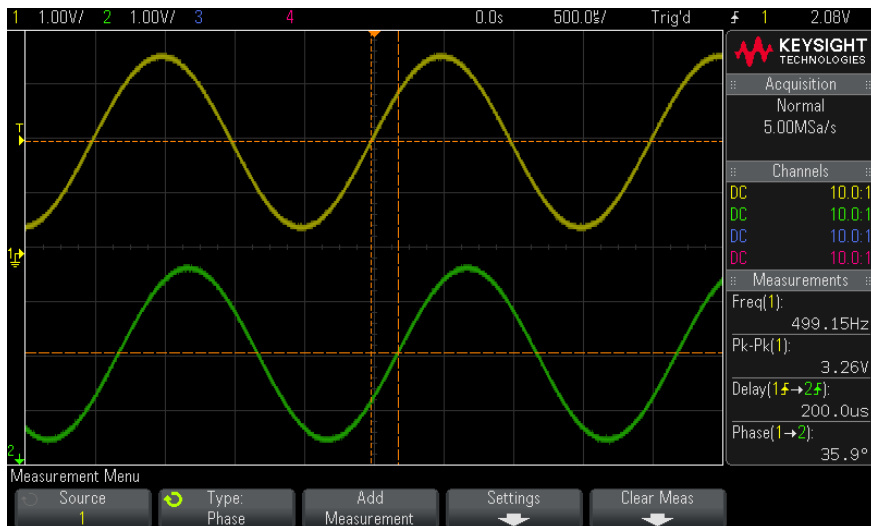 1 1.00V/ 2 1.00V/ 3 4 0.0s 500.0㎲/ Trig'd 1 2.08V
KEYSIGHT
TECHNOLOGIES
Acquisition
Normal
5.00MSa/s
Channels
DC 10.0:1
DC 10.0:1
DC 10.0:1
DC 10.0:1
Measurements
Freq(1):
499.15Hz
Pk-Pk(1):
3.26V
Delay(1→2):
200.0us
Phase(1→2):
35.9°
T
1
2
Measurement Menu
Source
1
Type:
Phase
Add
Measurement
Settings
Clear Meas